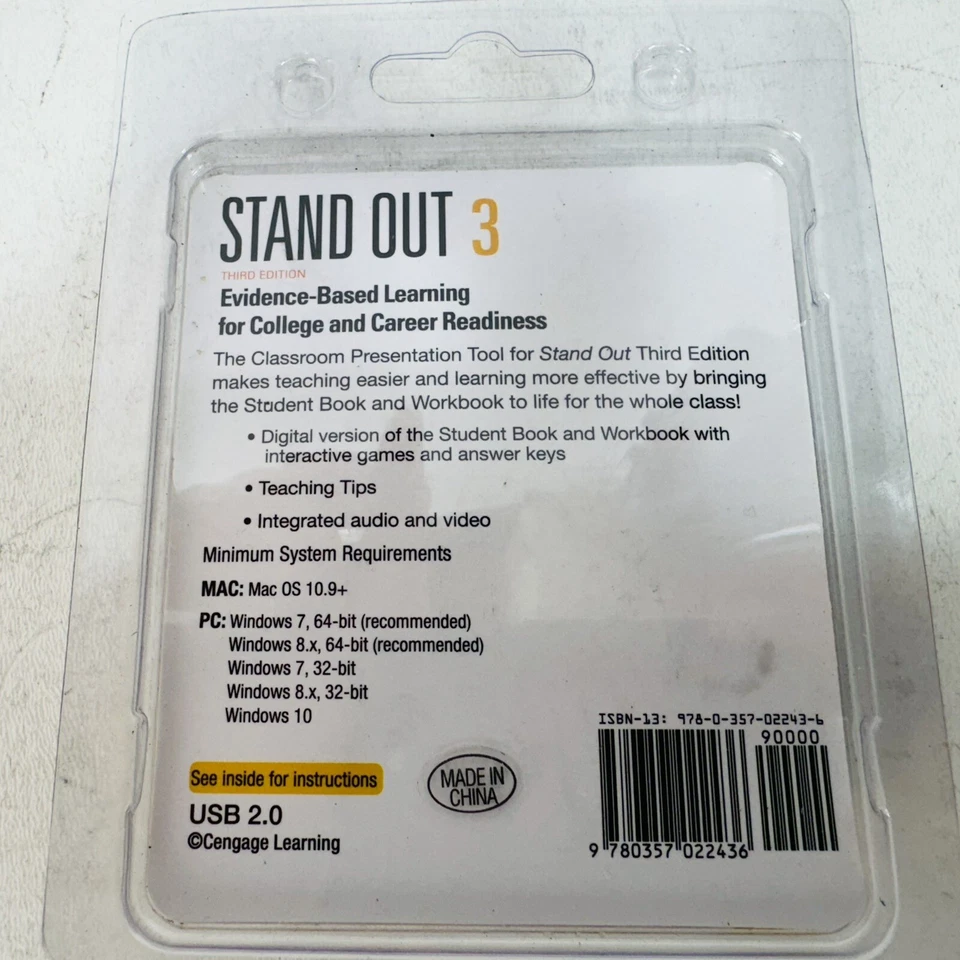 STAND OUT 3
THIRD EDITION
Evidence-Based Learning
for College and Career Readiness
The Classroom Presentation Tool for Stand Out Third Edition
makes teaching easier and learning more effective by bringing
the Student Book and Workbook to life for the whole class!
• Digital version of the Student Book and Workbook with
interactive games and answer keys
• Teaching Tips
• Integrated audio and video
Minimum System Requirements
MAC: Mac OS 10.9+
PC: Windows 7, 64-bit (recommended)
Windows 8.x, 64-bit (recommended)
Windows 7, 32-bit
Windows 8.x, 32-bit
Windows 10
See inside for instructions
USB 2.0
©Cengage Learning
MADE IN
CHINA
ISBN-13: 978-0-357-02243-6
90000
9 780357 022436